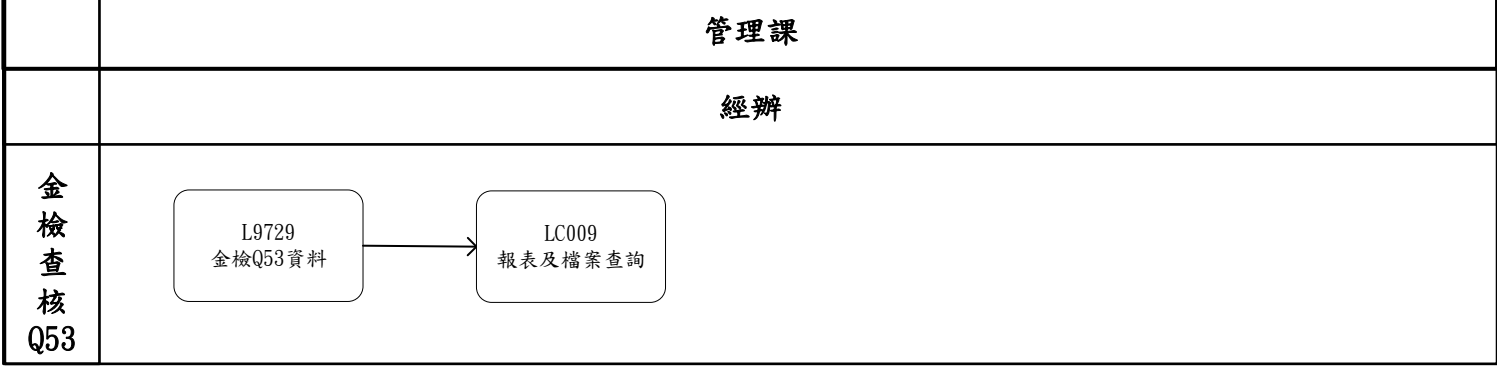 管理課
經辦
金
檢
查
核
Q53
L9729
金檢Q53資料
LC009
報表及檔案查詢